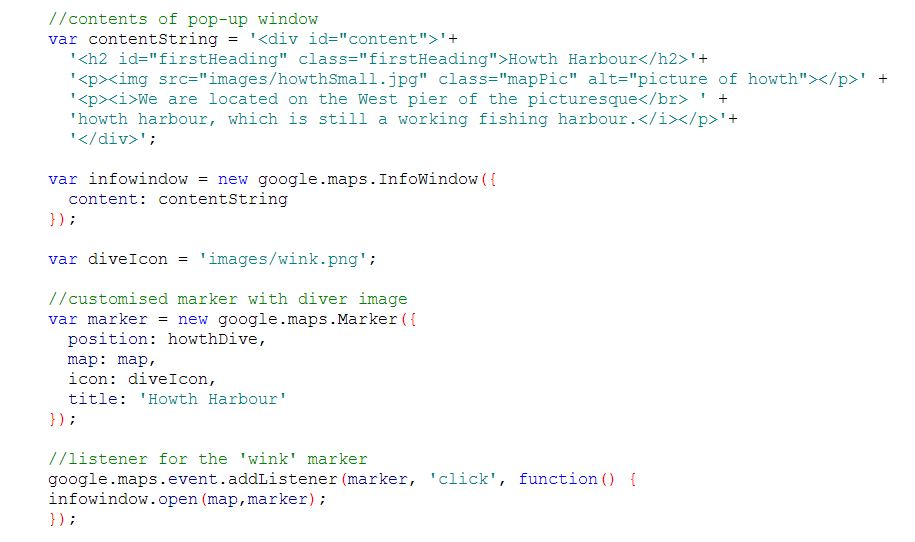 //contents of pop-up window
var contentString = '<div id="content">'+
'<h2 id="firstHeading" class="firstHeading">Howth Harbour</h2>'+
'<p><img src="images/howthSmall.jpg" class="mapPic" alt="picture of howth"></p>' +
'<p><i>We are located on the West pier of the picturesque</br> ' +
'howth harbour, which is still a working fishing harbour.</i></p>'+
'</div>';
var infowindow = new google.maps.InfoWindow({
content: contentString
});
var diveIcon = 'images/wink.png';
//customised marker with diver image
var marker = new google.maps.Marker({
position: howthDive,
map: map,
icon: diveIcon,
title: 'Howth Harbour'
});
//listener for the 'wink' marker
google.maps.event.addListener(marker, 'click', function() {
infowindow.open(map,marker);
});